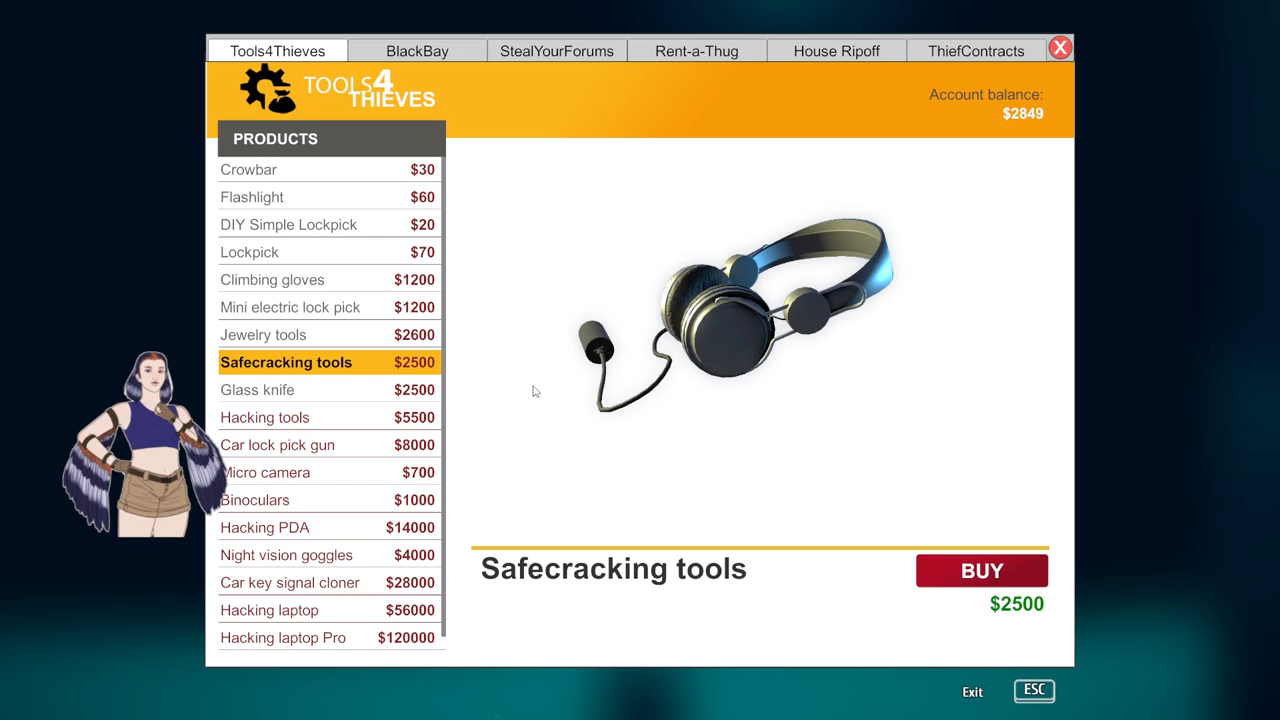 Tools4Thieves BlackBay StealYourForums Rent-a-Thug House Ripoff ThiefContracts X
TOOLS4
THIEVES
Account balance:
$2849
PRODUCTS
Crowbar $30
Flashlight $60
DIY Simple Lockpick $20
Lockpick $70
Climbing gloves $1200
Mini electric lock pick $1200
Jewelry tools $2600
Safecracking tools $2500
Glass knife $2500
Hacking tools $5500
Car lock pick gun $8000
Micro camera $700
Binoculars $1000
Hacking PDA $14000
Night vision goggles $4000
Car key signal cloner $28000
Hacking laptop $56000
Hacking laptop Pro $120000
Safecracking tools
BUY
$2500
Exit ESC